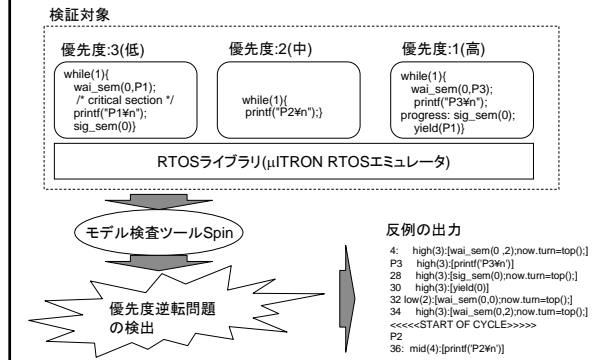 検証対象
優先度:3(低)
while(1){
wai_sem(0,P1);
/* critical section */
printf("P1¥n");
sig_sem(0)}
優先度:2(中)
while(1){
printf("P2¥n");}
優先度:1(高)
while(1){
wai_sem(0,P3);
printf("P3¥n");
progress: sig_sem(0);
yield(P1)}
RTOSライブラリ(μITRON RTOSエミュレータ)
モデル検査ツールSpin
優先度逆転問題
の検出
反例の出力
4: high(3):[wai_sem(0 ,2);now.turn=top();]
P3 high(3):[printf('P3¥n')]
28 high(3):[sig_sem(0);now.turn=top();]
30 high(3):[yield(0)]
32 low(2):[wai_sem(0,0);now.turn=top();]
34 high(3):[wai_sem(0,2);now.turn=top();]
<<<<<START OF CYCLE>>>>>
P2
36: mid(4):[printf('P2¥n')]